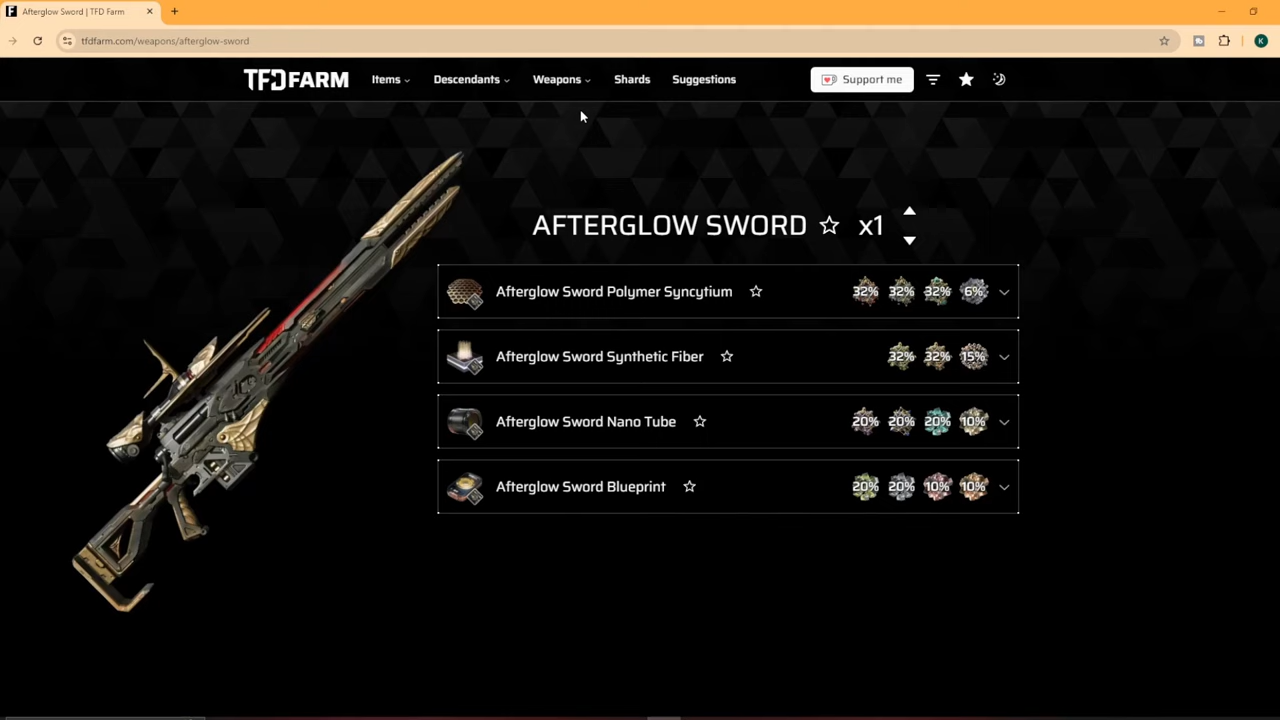 Afterglow Sword | TFD Farm
tfdfarm.com/weapons/afterglow-sword
K
TFD FARM
Items
Descendants
Weapons
Shards
Suggestions
Support me
AFTERGLOW SWORD x1
Afterglow Sword Polymer Syncytium 32% 32% 32% 6%
Afterglow Sword Synthetic Fiber 32% 32% 15%
Afterglow Sword Nano Tube 20% 20% 20% 10%
Afterglow Sword Blueprint 20% 20% 10% 10%